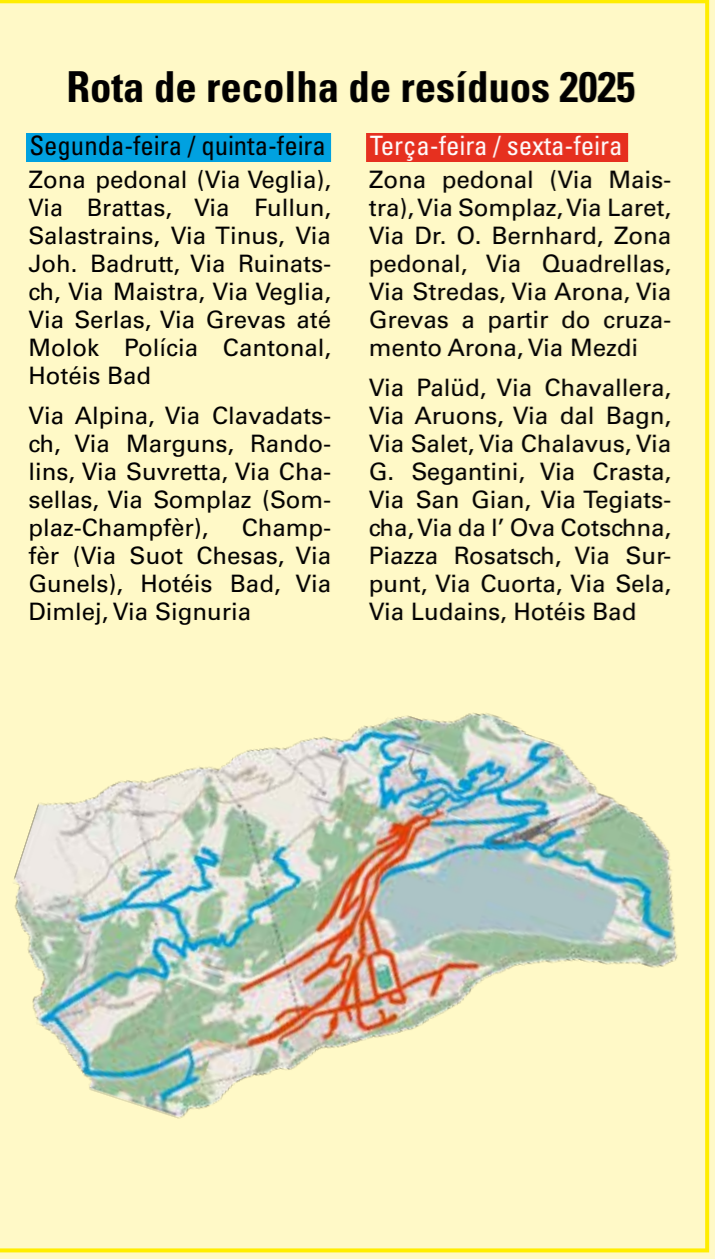 Rota de recolha de resíduos 2025
Segunda-feira / quinta-feira
Zona pedonal (Via Veglia),
Via Brattas, Via Fullun,
Salastrains, Via Tinus, Via
Joh. Badrutt, Via Ruinats-
ch, Via Maistra, Via Veglia,
Via Serlas, Via Grevas até
Molok Polícia Cantonal,
Hotéis Bad
Via Alpina, Via Clavadats-
ch, Via Marguns, Rando-
lins, Via Suvretta, Via Cha-
sellas, Via Somplaz (Som-
plaz-Champfèr), Champ-
fèr (Via Suot Chesas, Via
Gunels), Hotéis Bad, Via
Dimlej, Via Signuria
Terça-feira / sexta-feira
Zona pedonal (Via Mais-
tra), Via Somplaz, Via Laret,
Via Dr. O. Bernhard, Zona
pedonal, Via Quadrellas,
Via Stredas, Via Arona, Via
Grevas a partir do cruza-
mento Arona, Via Mezdi
Via Palüd, Via Chavallera,
Via Aruons, Via dal Bagn,
Via Salet, Via Chalavus, Via
G. Segantini, Via Crasta,
Via San Gian, Via Tegiats-
cha, Via da l’ Ova Cotschna,
Piazza Rosatsch, Via Sur-
punt, Via Cuorta, Via Sela,
Via Ludains, Hotéis Bad